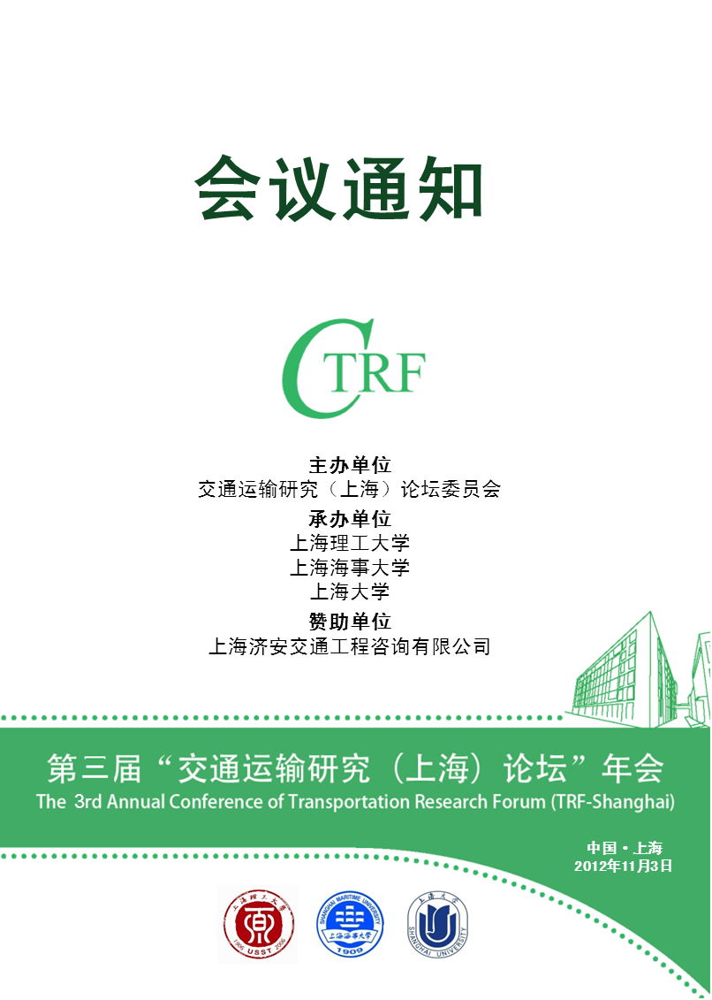 会议通知
CTRF
主办单位
交通运输研究（上海）论坛委员会
承办单位
上海理工大学
上海海事大学
上海大学
赞助单位
上海济安交通工程咨询有限公司
第三届“交通运输研究（上海）论坛”年会
The 3rd Annual Conference of Transportation Research Forum (TRF-Shanghai)
中国·上海
2012年11月3日
上海理工大学
1906 USST 2006
SHANGHAI MARITIME UNIVERSITY
上海海事大学
1909
上海大学
SHANGHAI UNIVERSITY